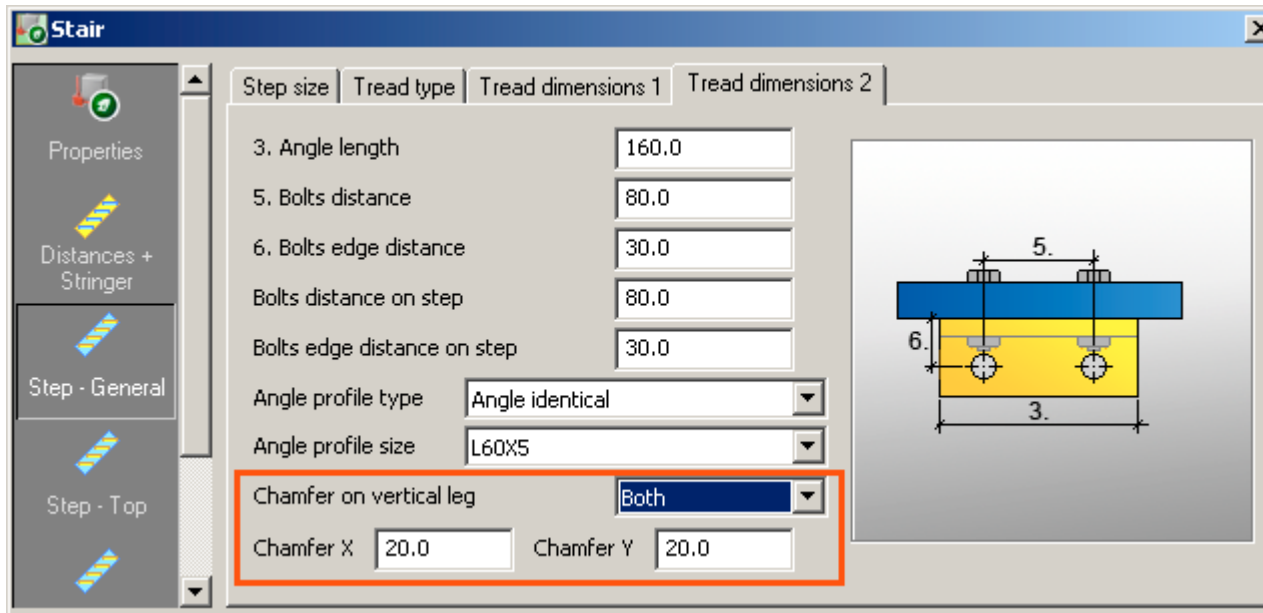 Stair
Properties
Distances +
Stringer
Step - General
Step - Top
Step size
Tread type
Tread dimensions 1
Tread dimensions 2
3. Angle length
160.0
5. Bolts distance
80.0
6. Bolts edge distance
30.0
Bolts distance on step
80.0
Bolts edge distance on step
30.0
Angle profile type
Angle identical
Angle profile size
L60X5
Chamfer on vertical leg
Both
Chamfer X
20.0
Chamfer Y
20.0
5.
6.
3.